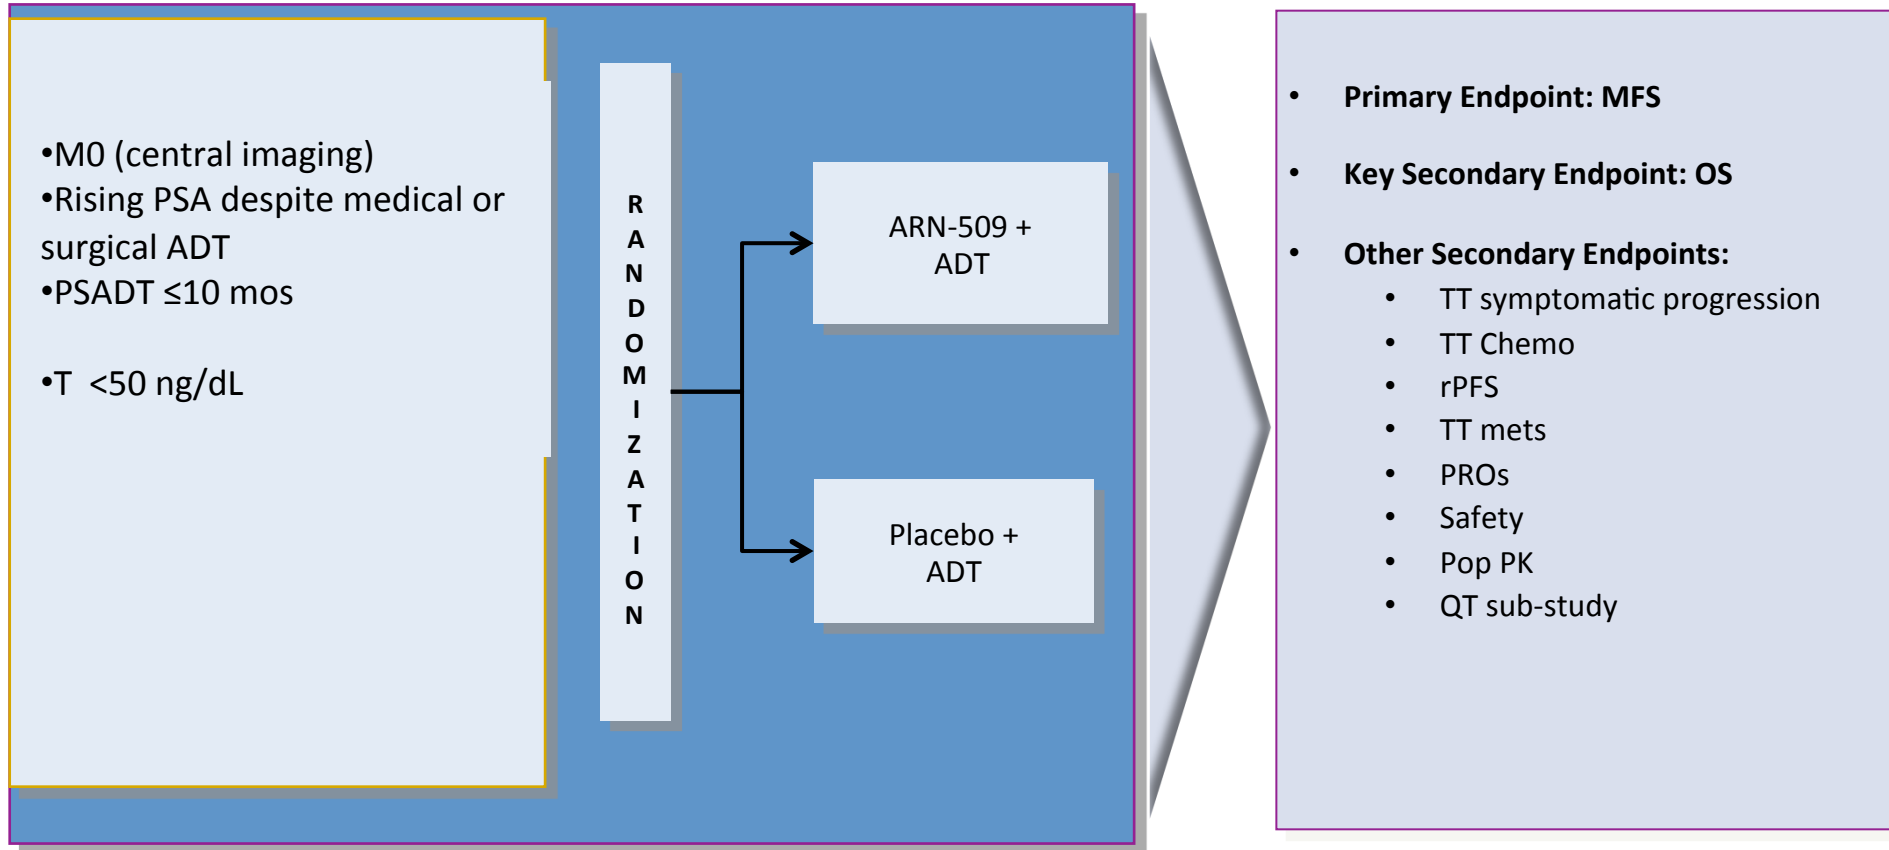 •M0 (central imaging)
•Rising PSA despite medical or
surgical ADT
•PSADT ≤10 mos
•T <50 ng/dL
RANDOMIZATION
ARN-509 +
ADT
Placebo +
ADT
• Primary Endpoint: MFS
• Key Secondary Endpoint: OS
• Other Secondary Endpoints:
• TT symptomatic progression
• TT Chemo
• rPFS
• TT mets
• PROs
• Safety
• Pop PK
• QT sub-study